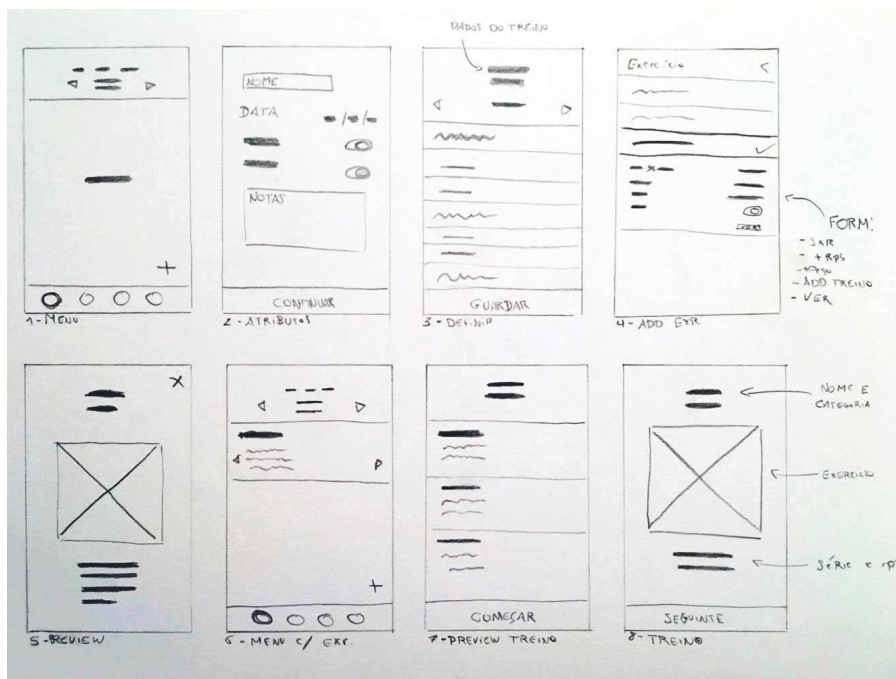 DADOS DO TREINO
Exercício
NOME
DATA
NOTAS
FORM:
- SXR
- + RPS
- ADD TREINO
- VER
CONTINUAR
GUARDAR
1 - MENU
2 - ATRIBUTOS
3 - DEFINIR
4 - ADD EXR
X
NOME E
CATEGORIA
EXERCÍCIO
SÉRIE e rp
COMEÇAR
SEGUINTE
5 - PREVIEW
6 - MENU C/ EXR.
7 - PREVIEW TREINO
8 - TREINO